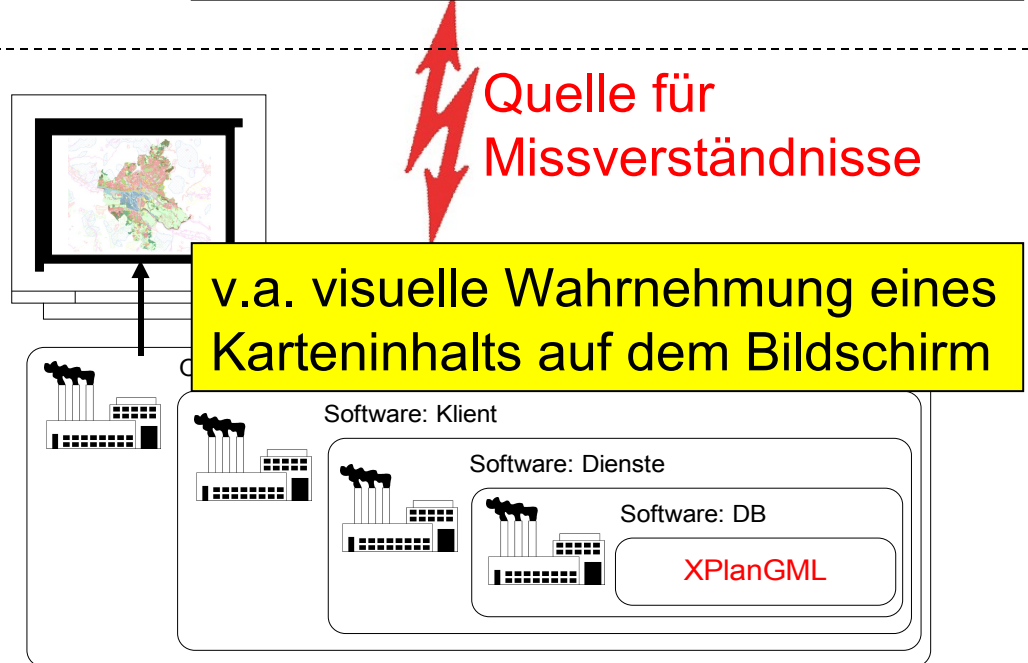 Quelle für
Missverständnisse
v.a. visuelle Wahrnehmung eines
Karteninhalts auf dem Bildschirm
Software: Klient
Software: Dienste
Software: DB
XPlanGML